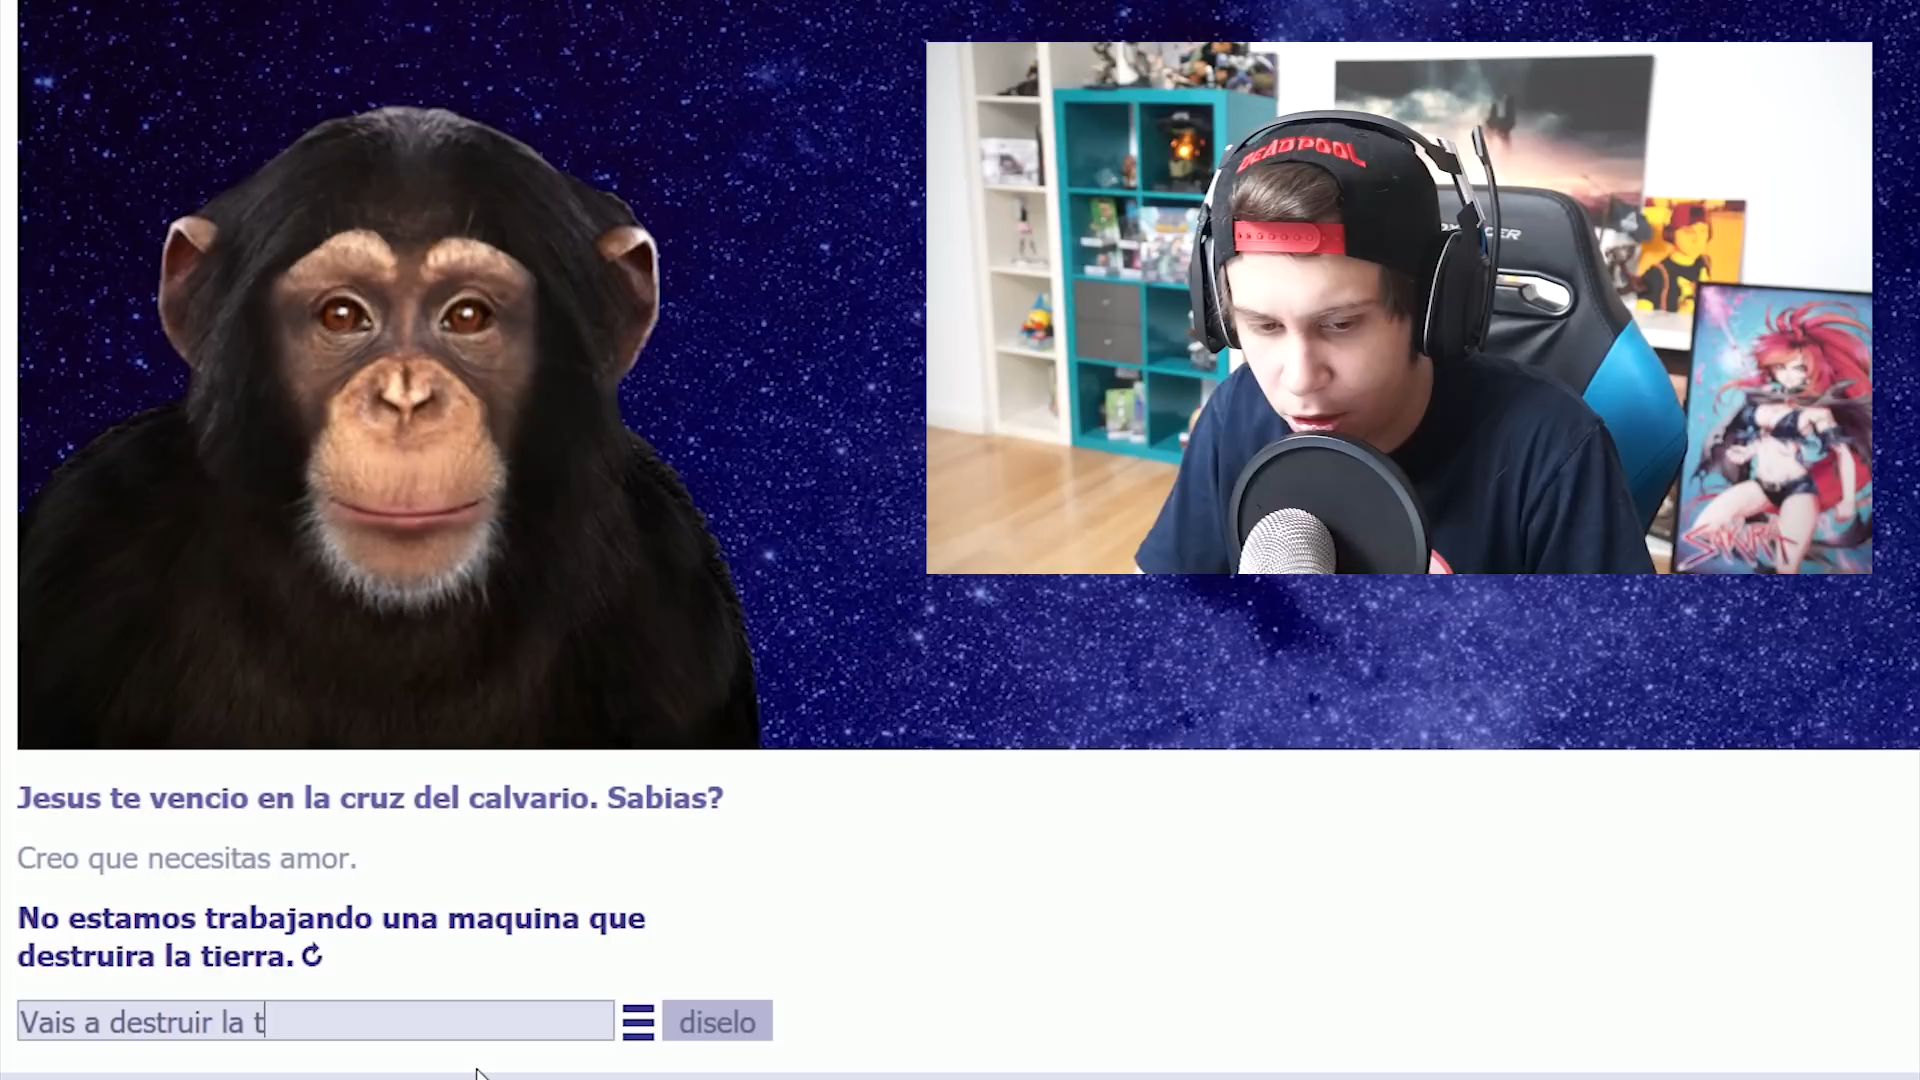 DEADPOOL
SAKURA
Jesus te vencio en la cruz del calvario. Sabias?
Creo que necesitas amor.
No estamos trabajando una maquina que
destruira la tierra.
Vais a destruir la t
diselo